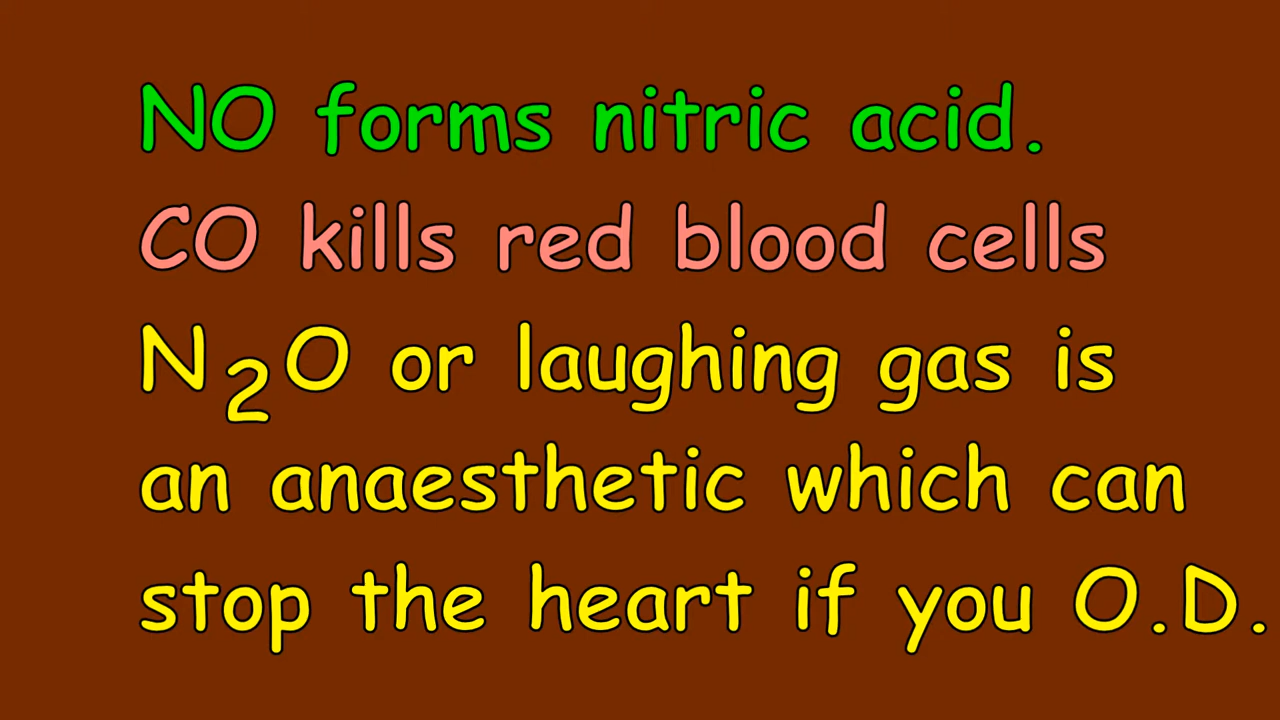 NO forms nitric acid.
CO kills red blood cells
N₂O or laughing gas is
an anaesthetic which can
stop the heart if you O.D.